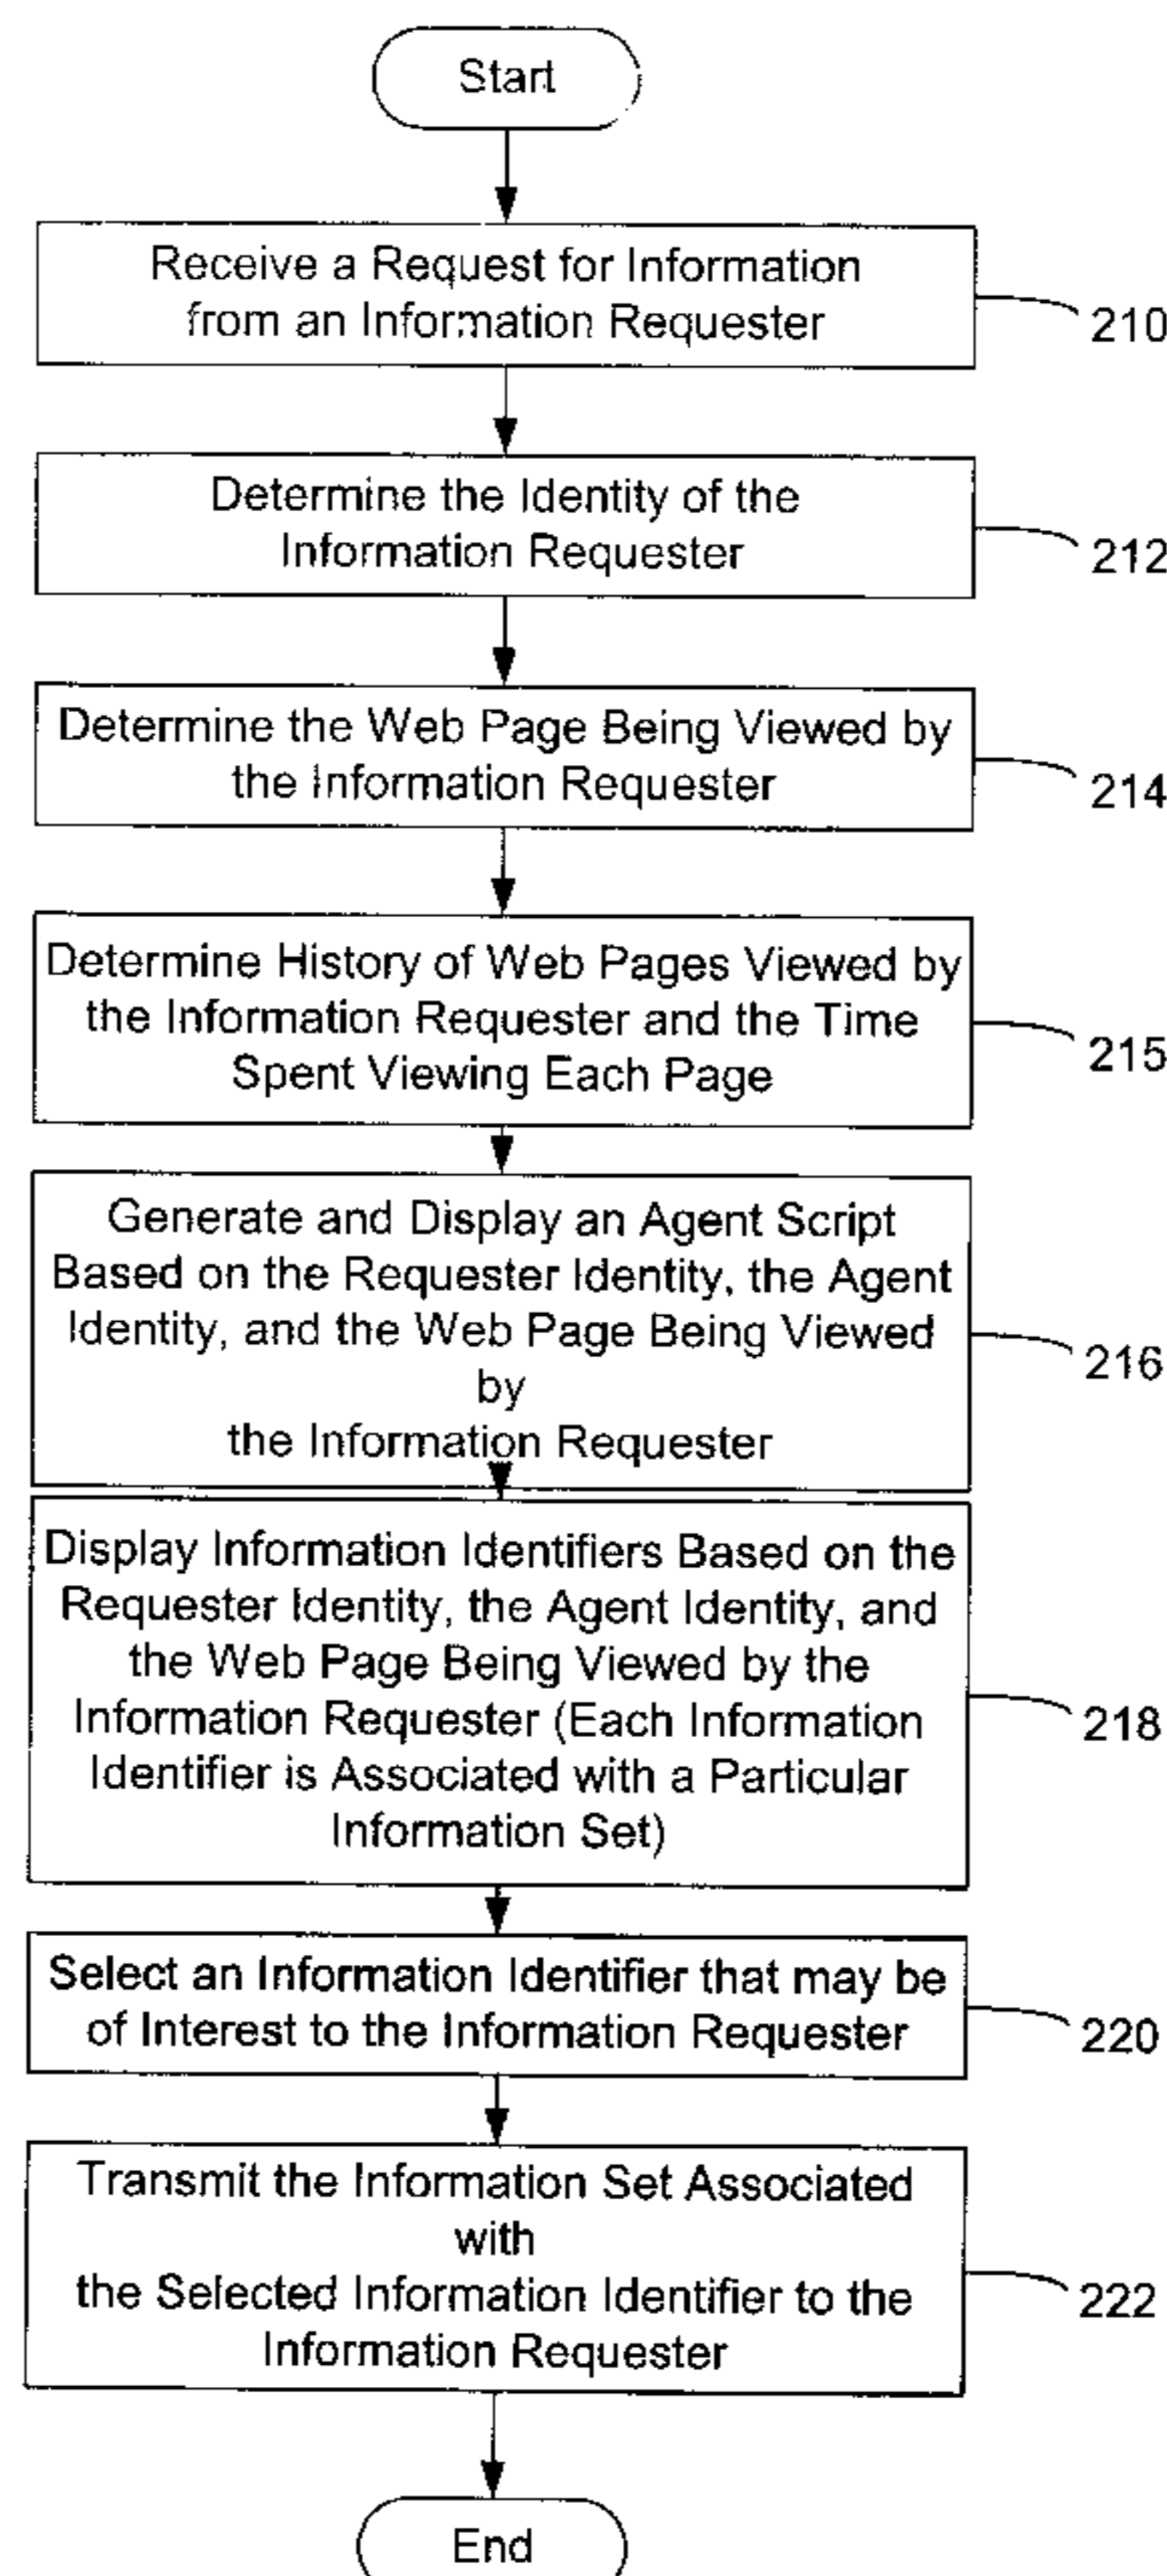 Start
Receive a Request for Information
from an Information Requester
210
Determine the Identity of the
Information Requester
212
Determine the Web Page Being Viewed by
the Information Requester
214
Determine History of Web Pages Viewed by
the Information Requester and the Time
Spent Viewing Each Page
215
Generate and Display an Agent Script
Based on the Requester Identity, the Agent
Identity, and the Web Page Being Viewed
by
the Information Requester
216
Display Information Identifiers Based on the
Requester Identity, the Agent Identity, and
the Web Page Being Viewed by the
Information Requester (Each Information
Identifier is Associated with a Particular
Information Set)
218
Select an Information Identifier that may be
of Interest to the Information Requester
220
Transmit the Information Set Associated
with
the Selected Information Identifier to the
Information Requester
222
End